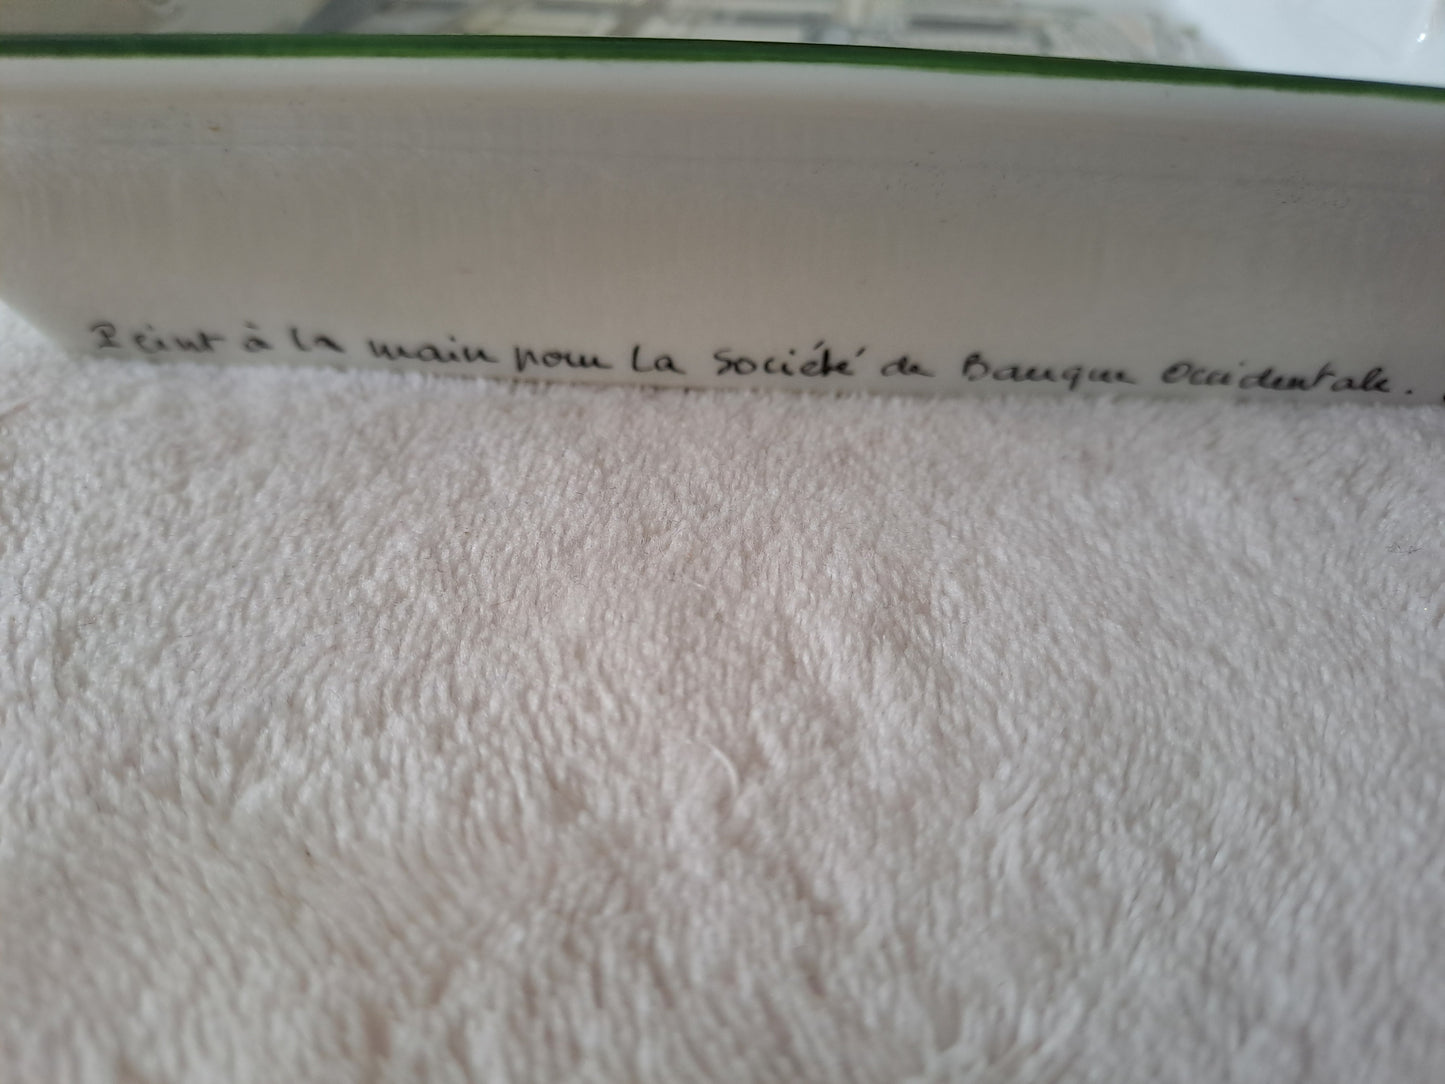 Peint à la main pour la Société de Banque Occidentale.